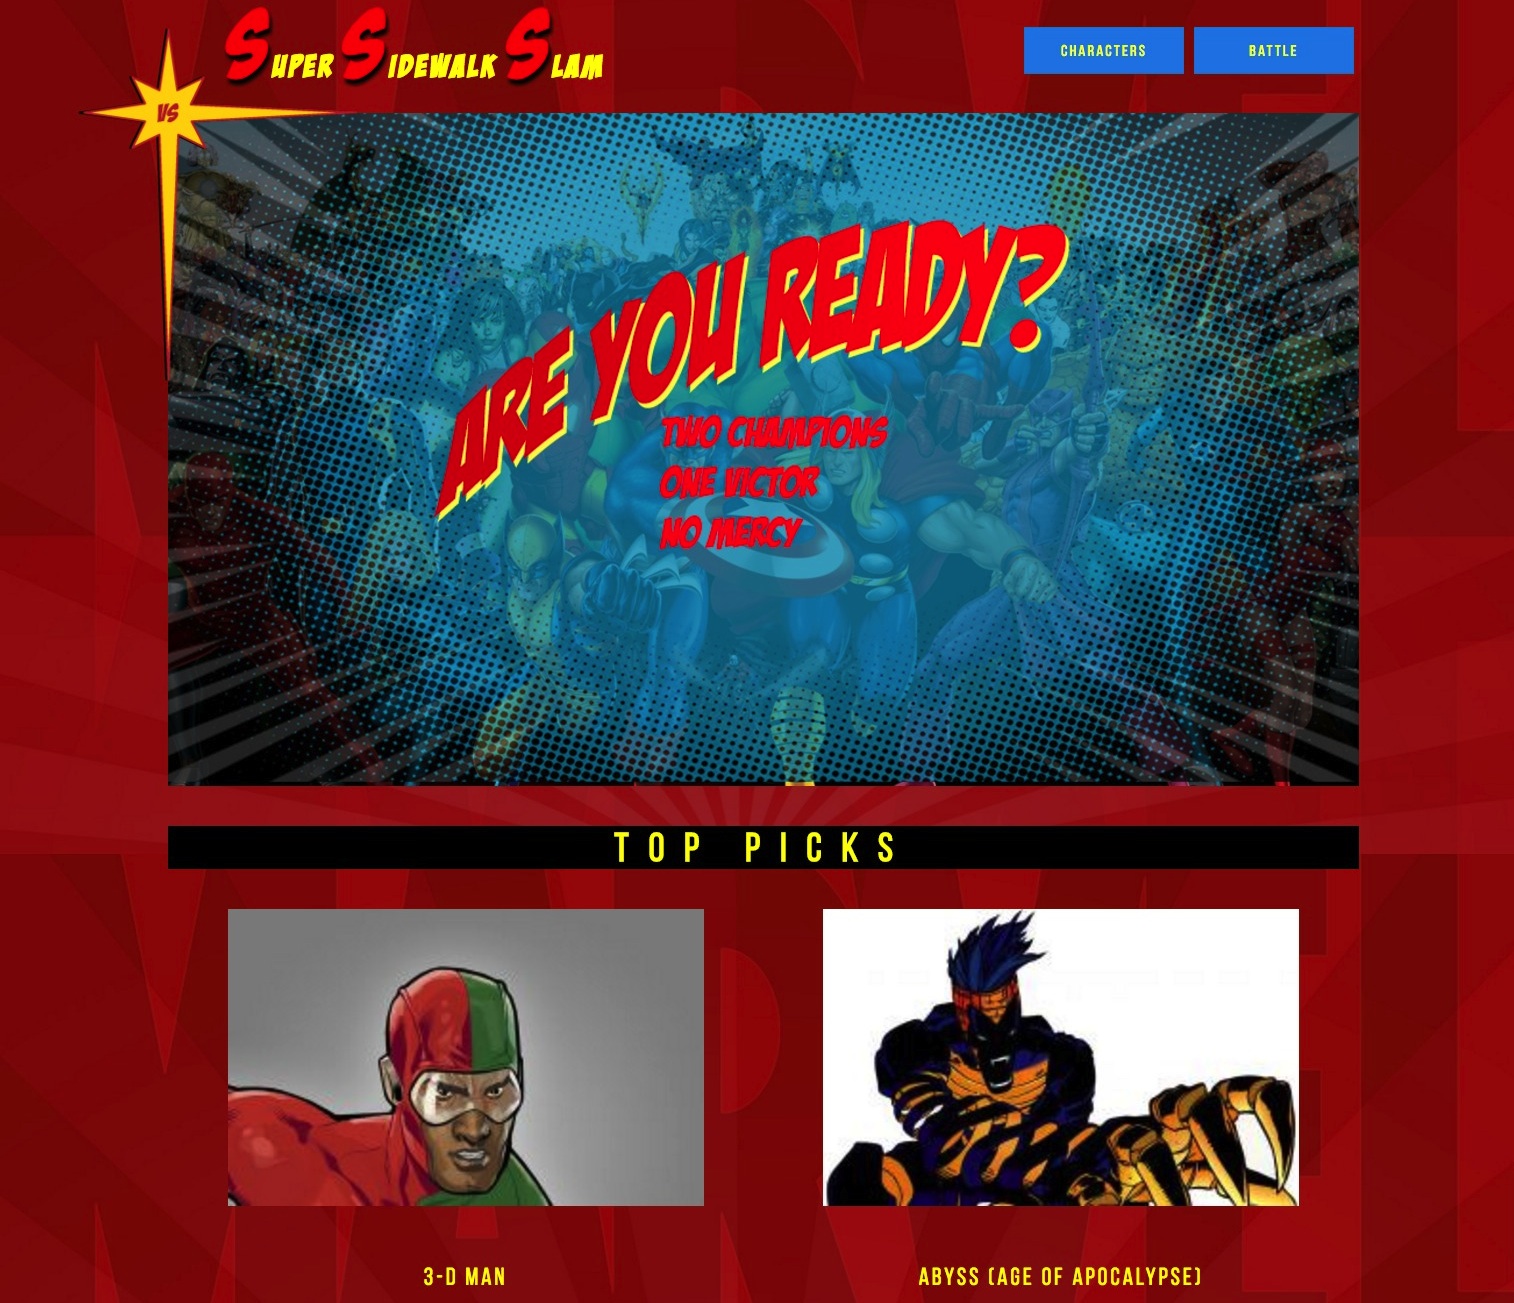 Super Sidewalk Slam
CHARACTERS
BATTLE
VS
ARE YOU READY?
TWO CHAMPIONS
ONE VICTOR
NO MERCY
TOP PICKS
3-D MAN
ABYSS (AGE OF APOCALYPSE)